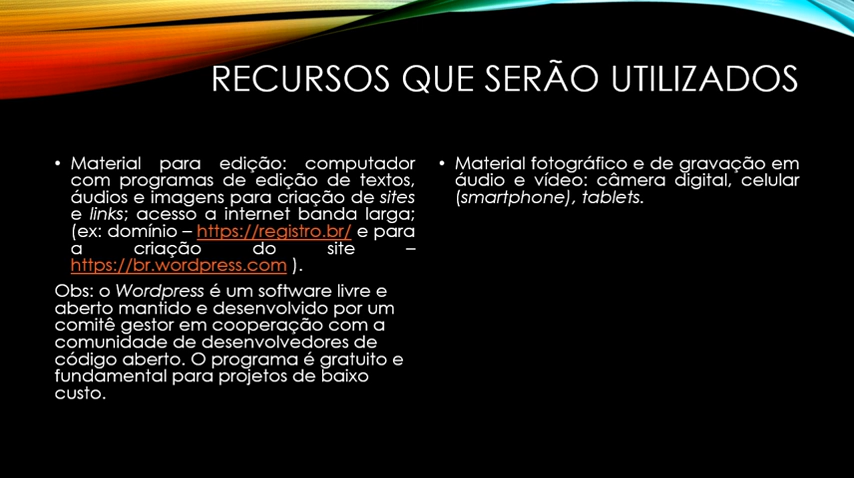 RECURSOS QUE SERÃO UTILIZADOS
• Material para edição: computador
com programas de edição de textos,
áudios e imagens para criação de sites
e links; acesso a internet banda larga;
(ex: domínio – https://registro.br/ e para
a criação do site –
https://br.wordpress.com ).
Obs: o Wordpress é um software livre e
aberto mantido e desenvolvido por um
comitê gestor em cooperação com a
comunidade de desenvolvedores de
código aberto. O programa é gratuito e
fundamental para projetos de baixo
custo.
• Material fotográfico e de gravação em
áudio e vídeo: câmera digital, celular
(smartphone), tablets.